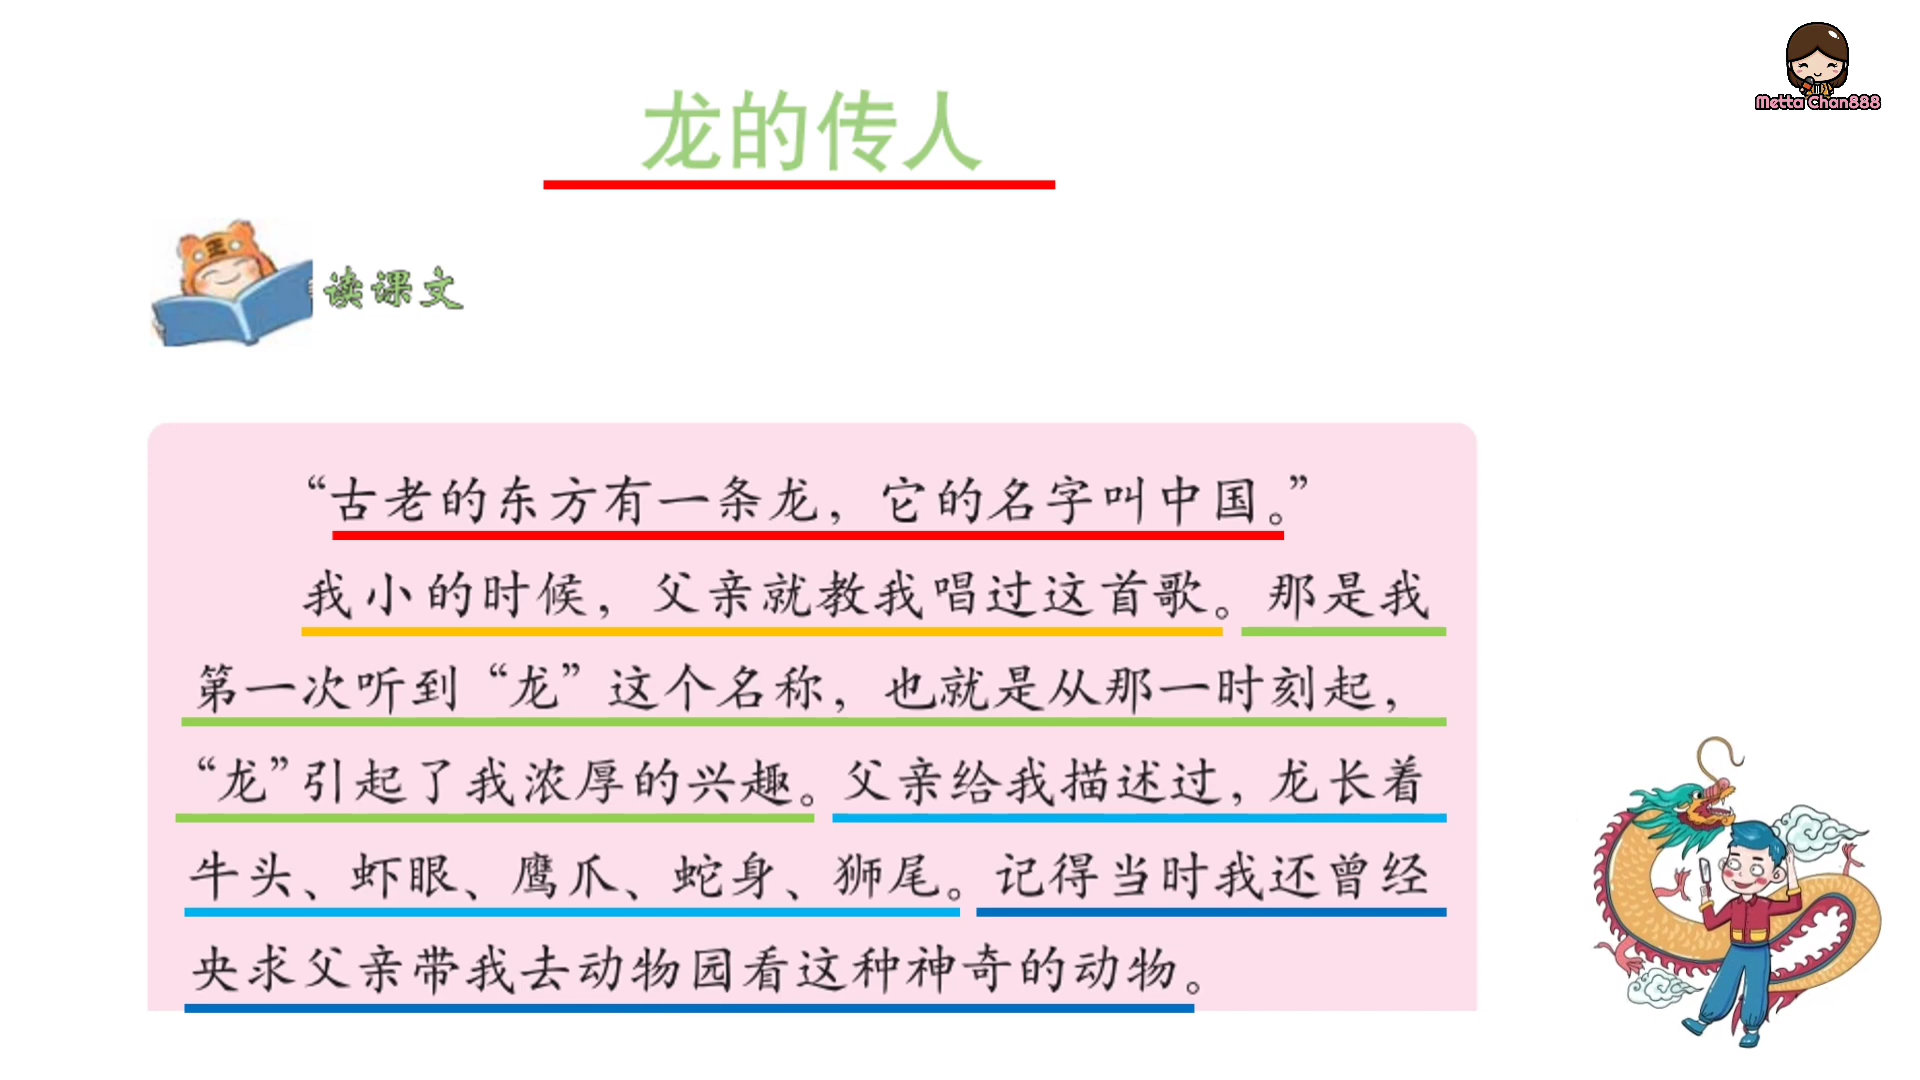 Metta Chan888
龙的传人
读课文
“古老的东方有一条龙，它的名字叫中国。”
我小的时候，父亲就教我唱过这首歌。那是我
第一次听到“龙”这个名称，也就是从那一时刻起，
“龙”引起了我浓厚的兴趣。父亲给我描述过，龙长着
牛头、虾眼、鹰爪、蛇身、狮尾。记得当时我还曾经
央求父亲带我去动物园看这种神奇的动物。